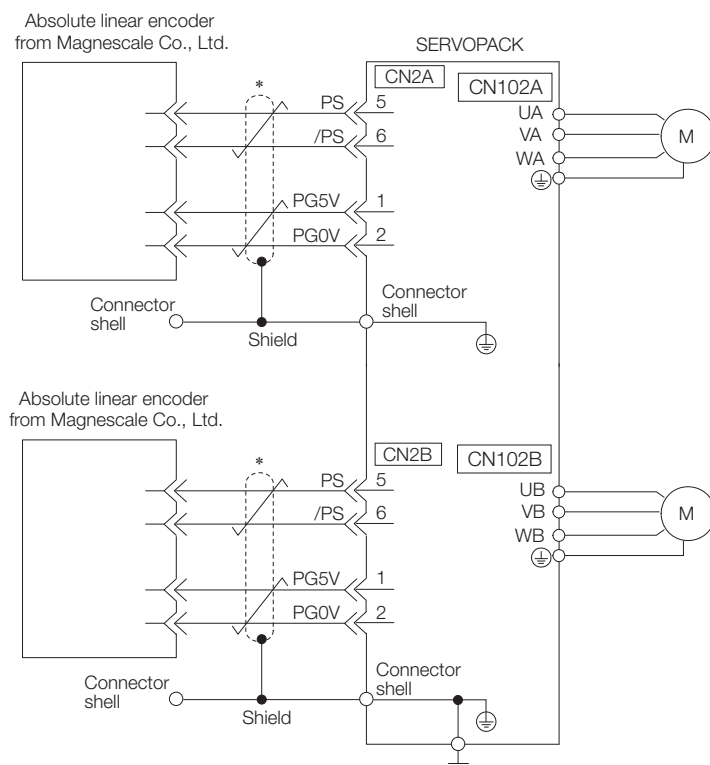 Absolute linear encoder
from Magnescale Co., Ltd.
SERVOPACK
CN2A
CN102A
*
PS
5
UA
/PS
6
VA
M
WA
PG5V
1
PG0V
2
Connector
shell
Connector
shell
Shield
Absolute linear encoder
from Magnescale Co., Ltd.
CN2B
CN102B
*
PS
5
UB
/PS
6
VB
M
WB
PG5V
1
PG0V
2
Connector
shell
Connector
shell
Shield